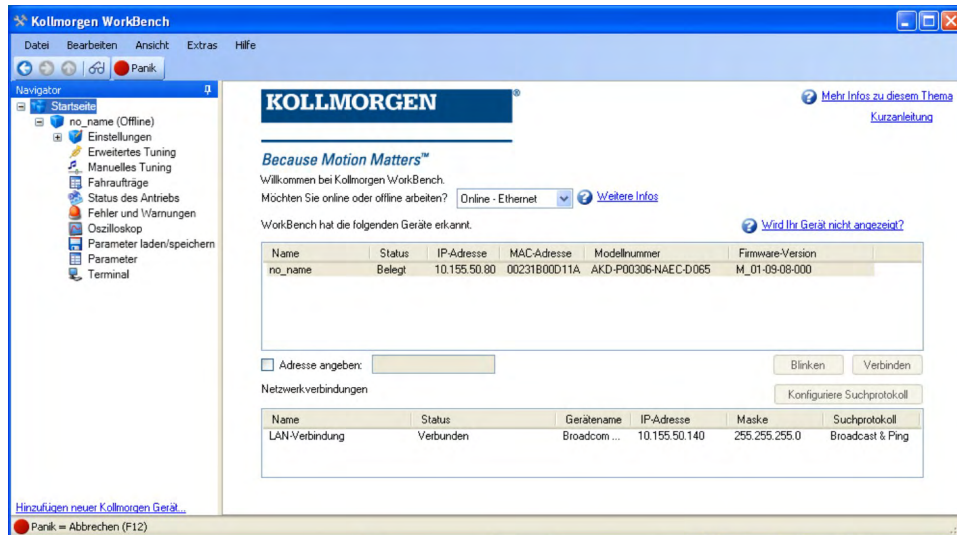 Kollmorgen WorkBench
Datei Bearbeiten Ansicht Extras Hilfe
Panik
Navigator
Startseite
no_name (Offline)
Einstellungen
Erweitertes Tuning
Manuelles Tuning
Fahraufträge
Status des Antriebs
Fehler und Warnungen
Oszilloskop
Parameter laden/speichern
Parameter
Terminal
Hinzufügen neuer Kollmorgen Gerät...
KOLLMORGEN®
Because Motion Matters™
Mehr Infos zu diesem Thema
Kurzanleitung
Willkommen bei Kollmorgen WorkBench.
Möchten Sie online oder offline arbeiten? Online - Ethernet Weitere Infos
WorkBench hat die folgenden Geräte erkannt. Wird Ihr Gerät nicht angezeigt?
Name Status IP-Adresse MAC-Adresse Modellnummer Firmware-Version
no_name Belegt 10.155.50.80 00231B00D11A AKD-P00306-NAEC-D065 M_01-09-08-000
Adresse angeben: Blinken Verbinden
Netzwerkverbindungen Konfiguriere Suchprotokoll
Name Status Gerätename IP-Adresse Maske Suchprotokoll
LAN-Verbindung Verbunden Broadcom ... 10.155.50.140 255.255.255.0 Broadcast & Ping
Panik = Abbrechen (F12)